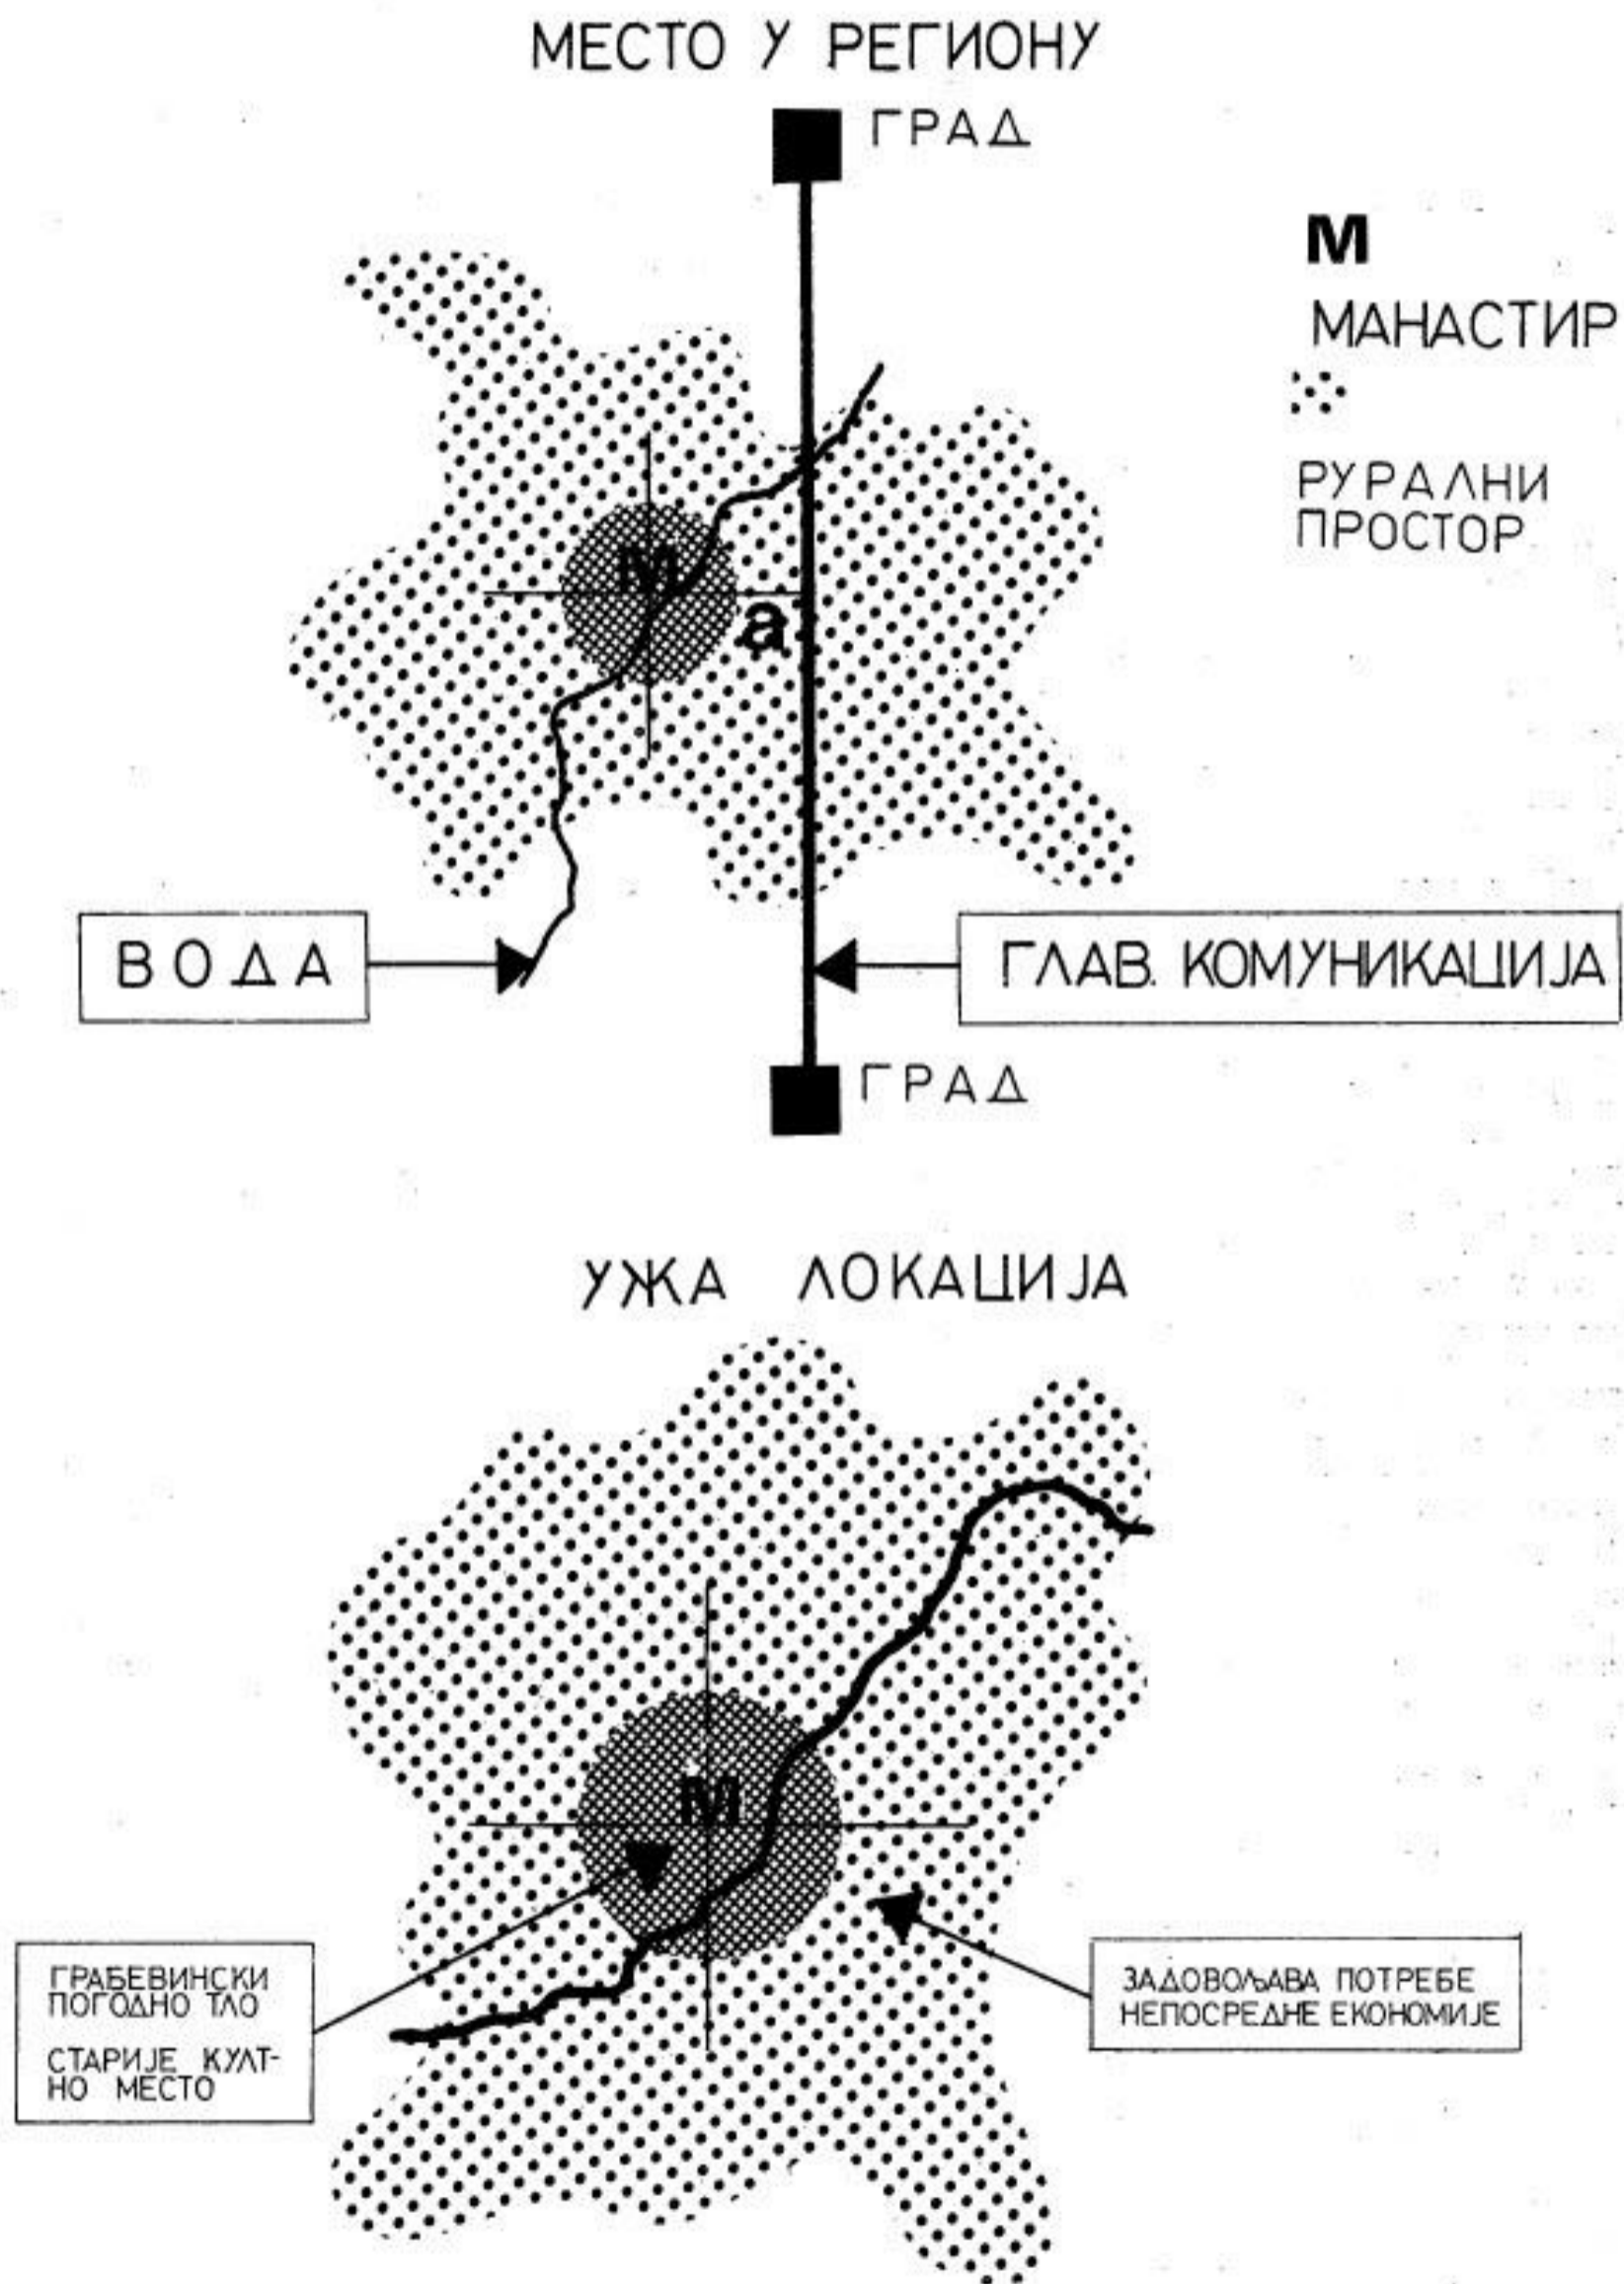 МЕСТО У РЕГИОНУ
ГРАД
М
МАНАСТИР
РУРАЛНИ
ПРОСТОР
М
а
ВОДА
ГЛАВ. КОМУНИКАЦИЈА
ГРАД
УЖА ЛОКАЦИЈА
М
ГРАЂЕВИНСКИ
ПОГОДНО ТЛО
СТАРИЈЕ КУЛТ-
НО МЕСТО
ЗАДОВОЉАВА ПОТРЕБЕ
НЕПОСРЕДНЕ ЕКОНОМИЈЕ